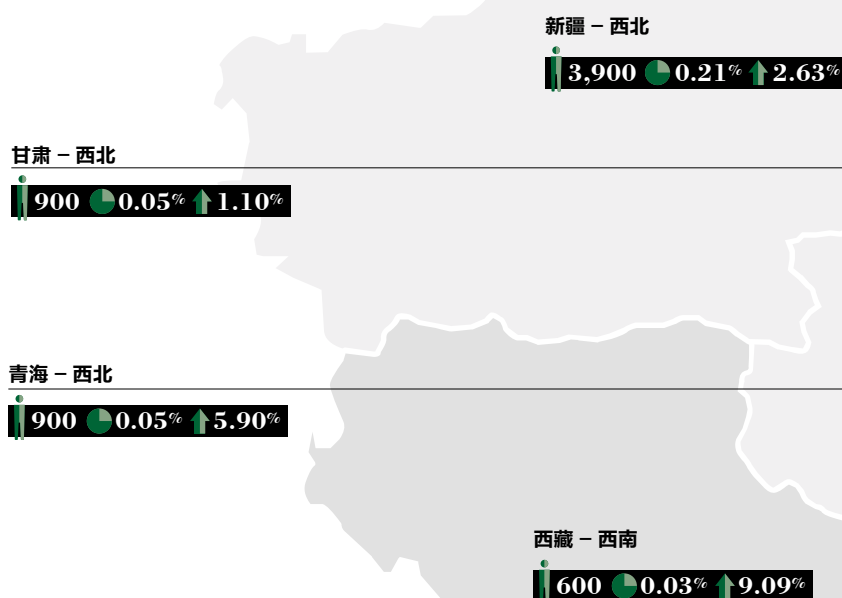 新疆 – 西北
3,900 0.21% 2.63%
甘肃 – 西北
900 0.05% 1.10%
青海 – 西北
900 0.05% 5.90%
西藏 – 西南
600 0.03% 9.09%